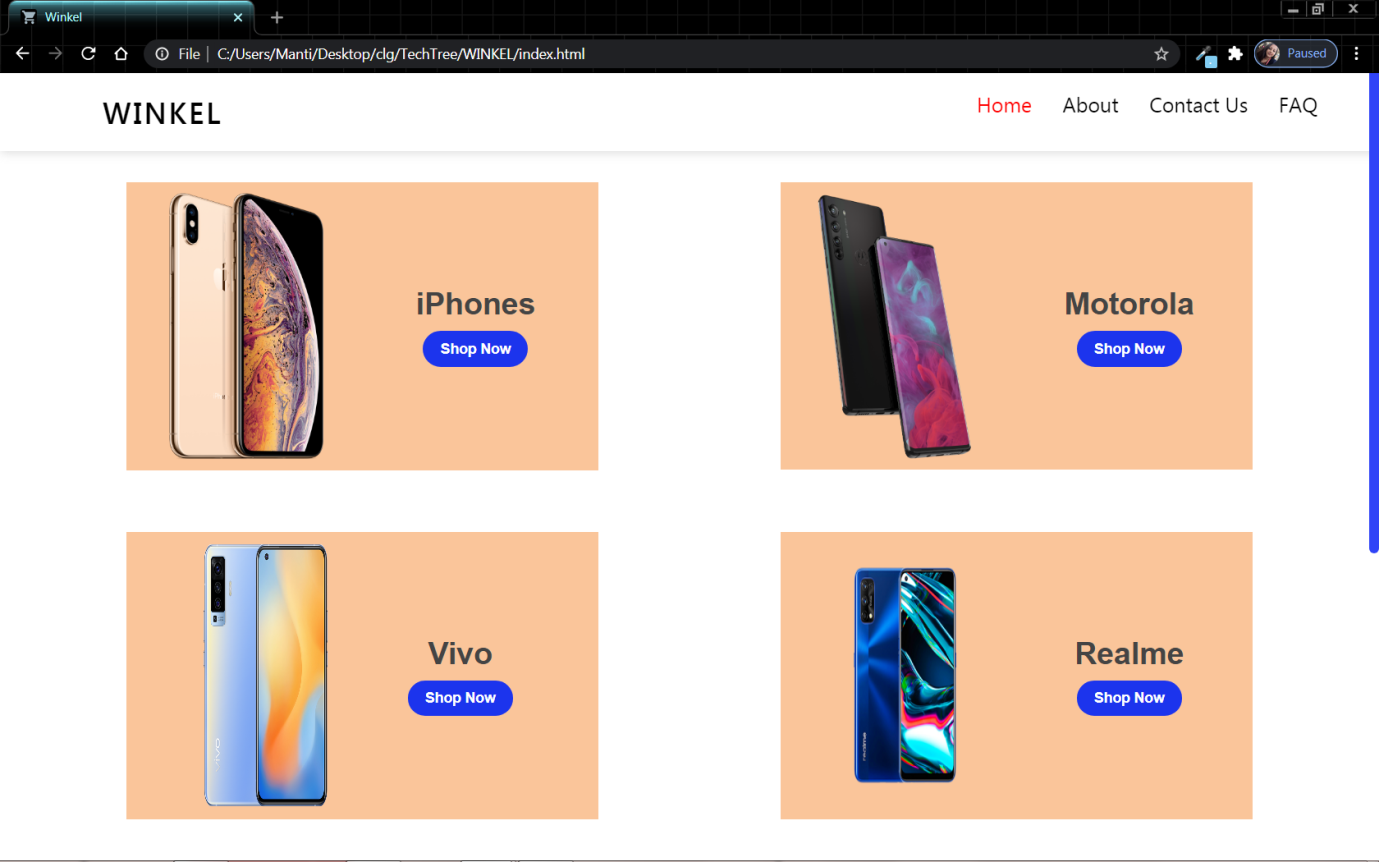 Winkel
File | C:/Users/Manti/Desktop/clg/TechTree/WINKEL/index.html
Paused
WINKEL
Home About Contact Us FAQ
iPhones
Shop Now
Motorola
Shop Now
Vivo
Shop Now
Realme
Shop Now